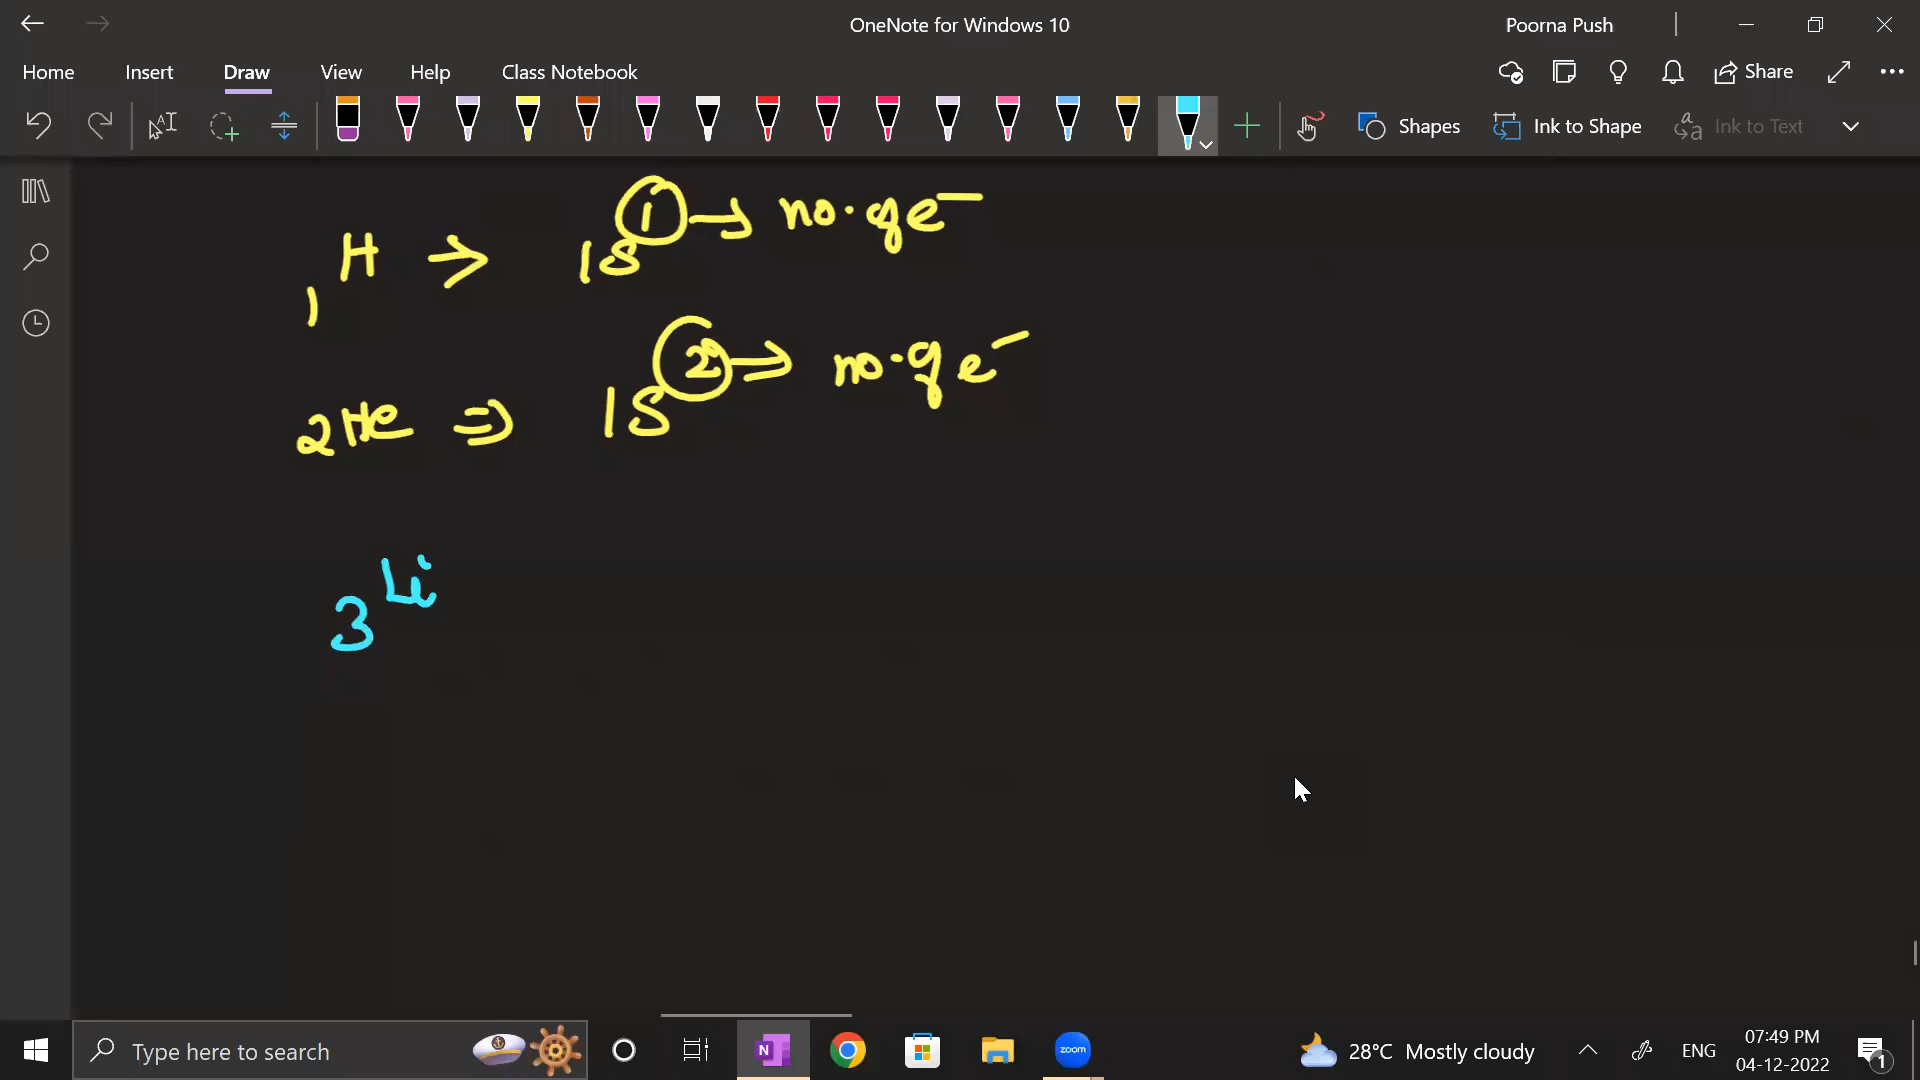 OneNote for Windows 10
Poorna Push
Home Insert Draw View Help Class Notebook
Share
Shapes Ink to Shape Ink to Text
₁H → 1s¹ → no. of e⁻
₂He ⇒ 1s² → no. of e⁻
₃Li
Type here to search
N
zoom
28°C Mostly cloudy
ENG
07:49 PM
04-12-2022
1